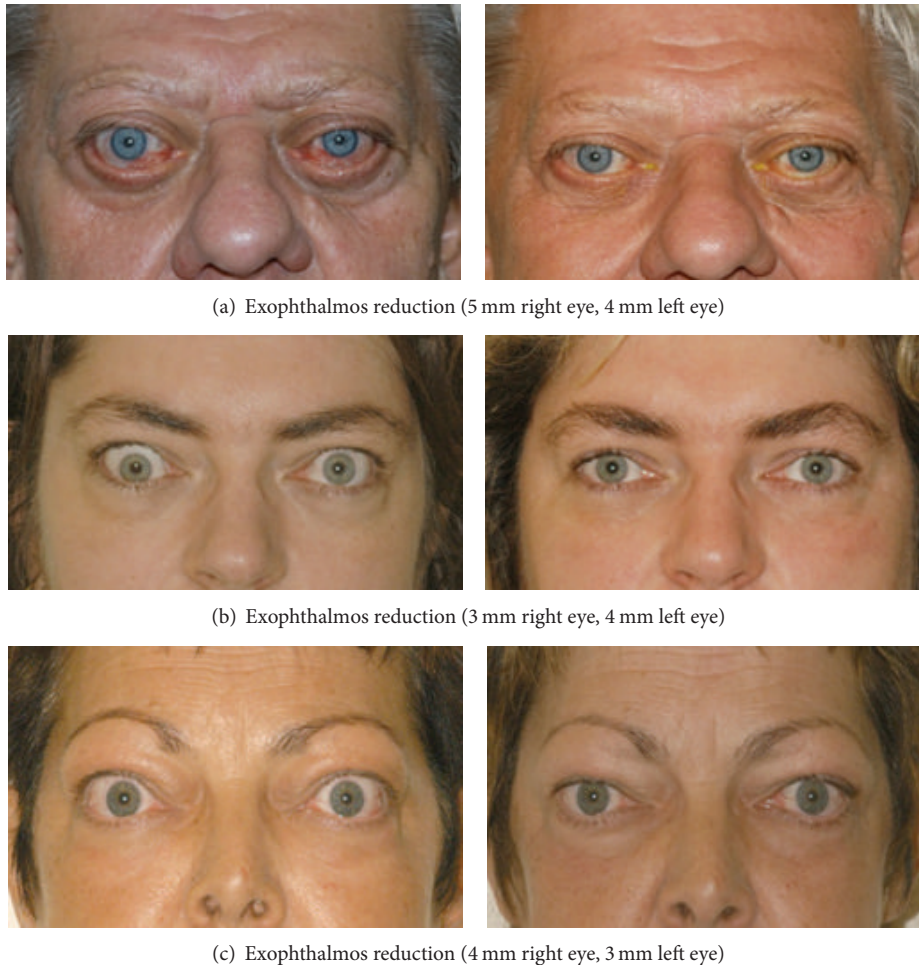 (a) Exophthalmos reduction (5 mm right eye, 4 mm left eye)
(b) Exophthalmos reduction (3 mm right eye, 4 mm left eye)
(c) Exophthalmos reduction (4 mm right eye, 3 mm left eye)